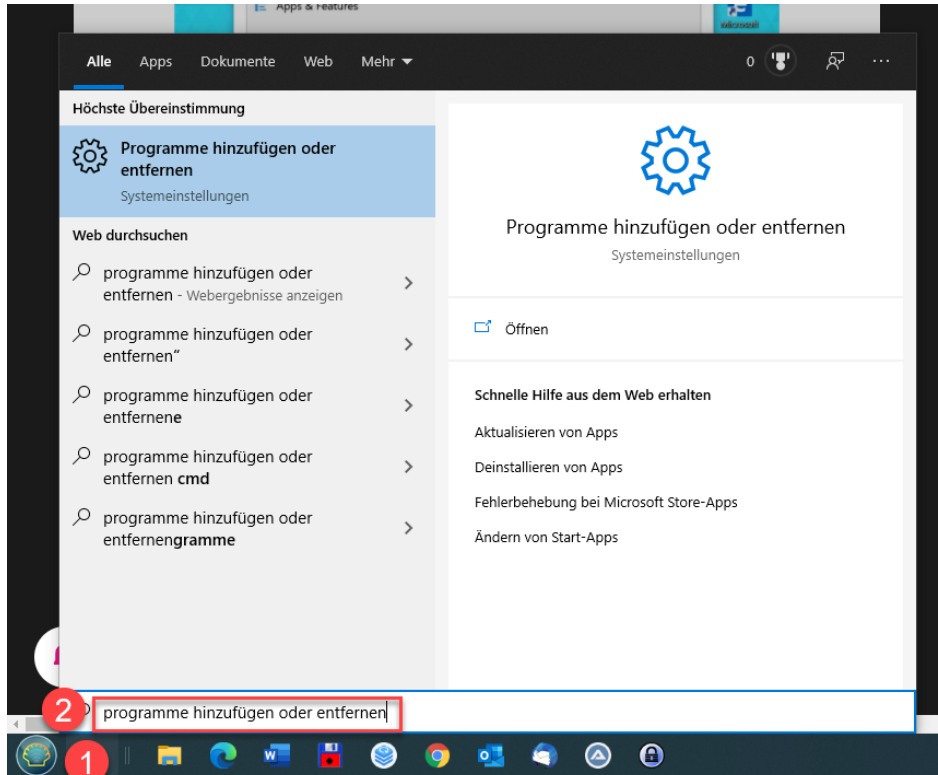 Apps & Features
Microsoft
Alle Apps Dokumente Web Mehr
0
Höchste Übereinstimmung
Programme hinzufügen oder
entfernen
Systemeinstellungen
Web durchsuchen
programme hinzufügen oder
entfernen - Webergebnisse anzeigen
programme hinzufügen oder
entfernen“
programme hinzufügen oder
entfernene
programme hinzufügen oder
entfernen cmd
programme hinzufügen oder
entfernengramme
Programme hinzufügen oder entfernen
Systemeinstellungen
Öffnen
Schnelle Hilfe aus dem Web erhalten
Aktualisieren von Apps
Deinstallieren von Apps
Fehlerbehebung bei Microsoft Store-Apps
Ändern von Start-Apps
2
programme hinzufügen oder entfernen
1